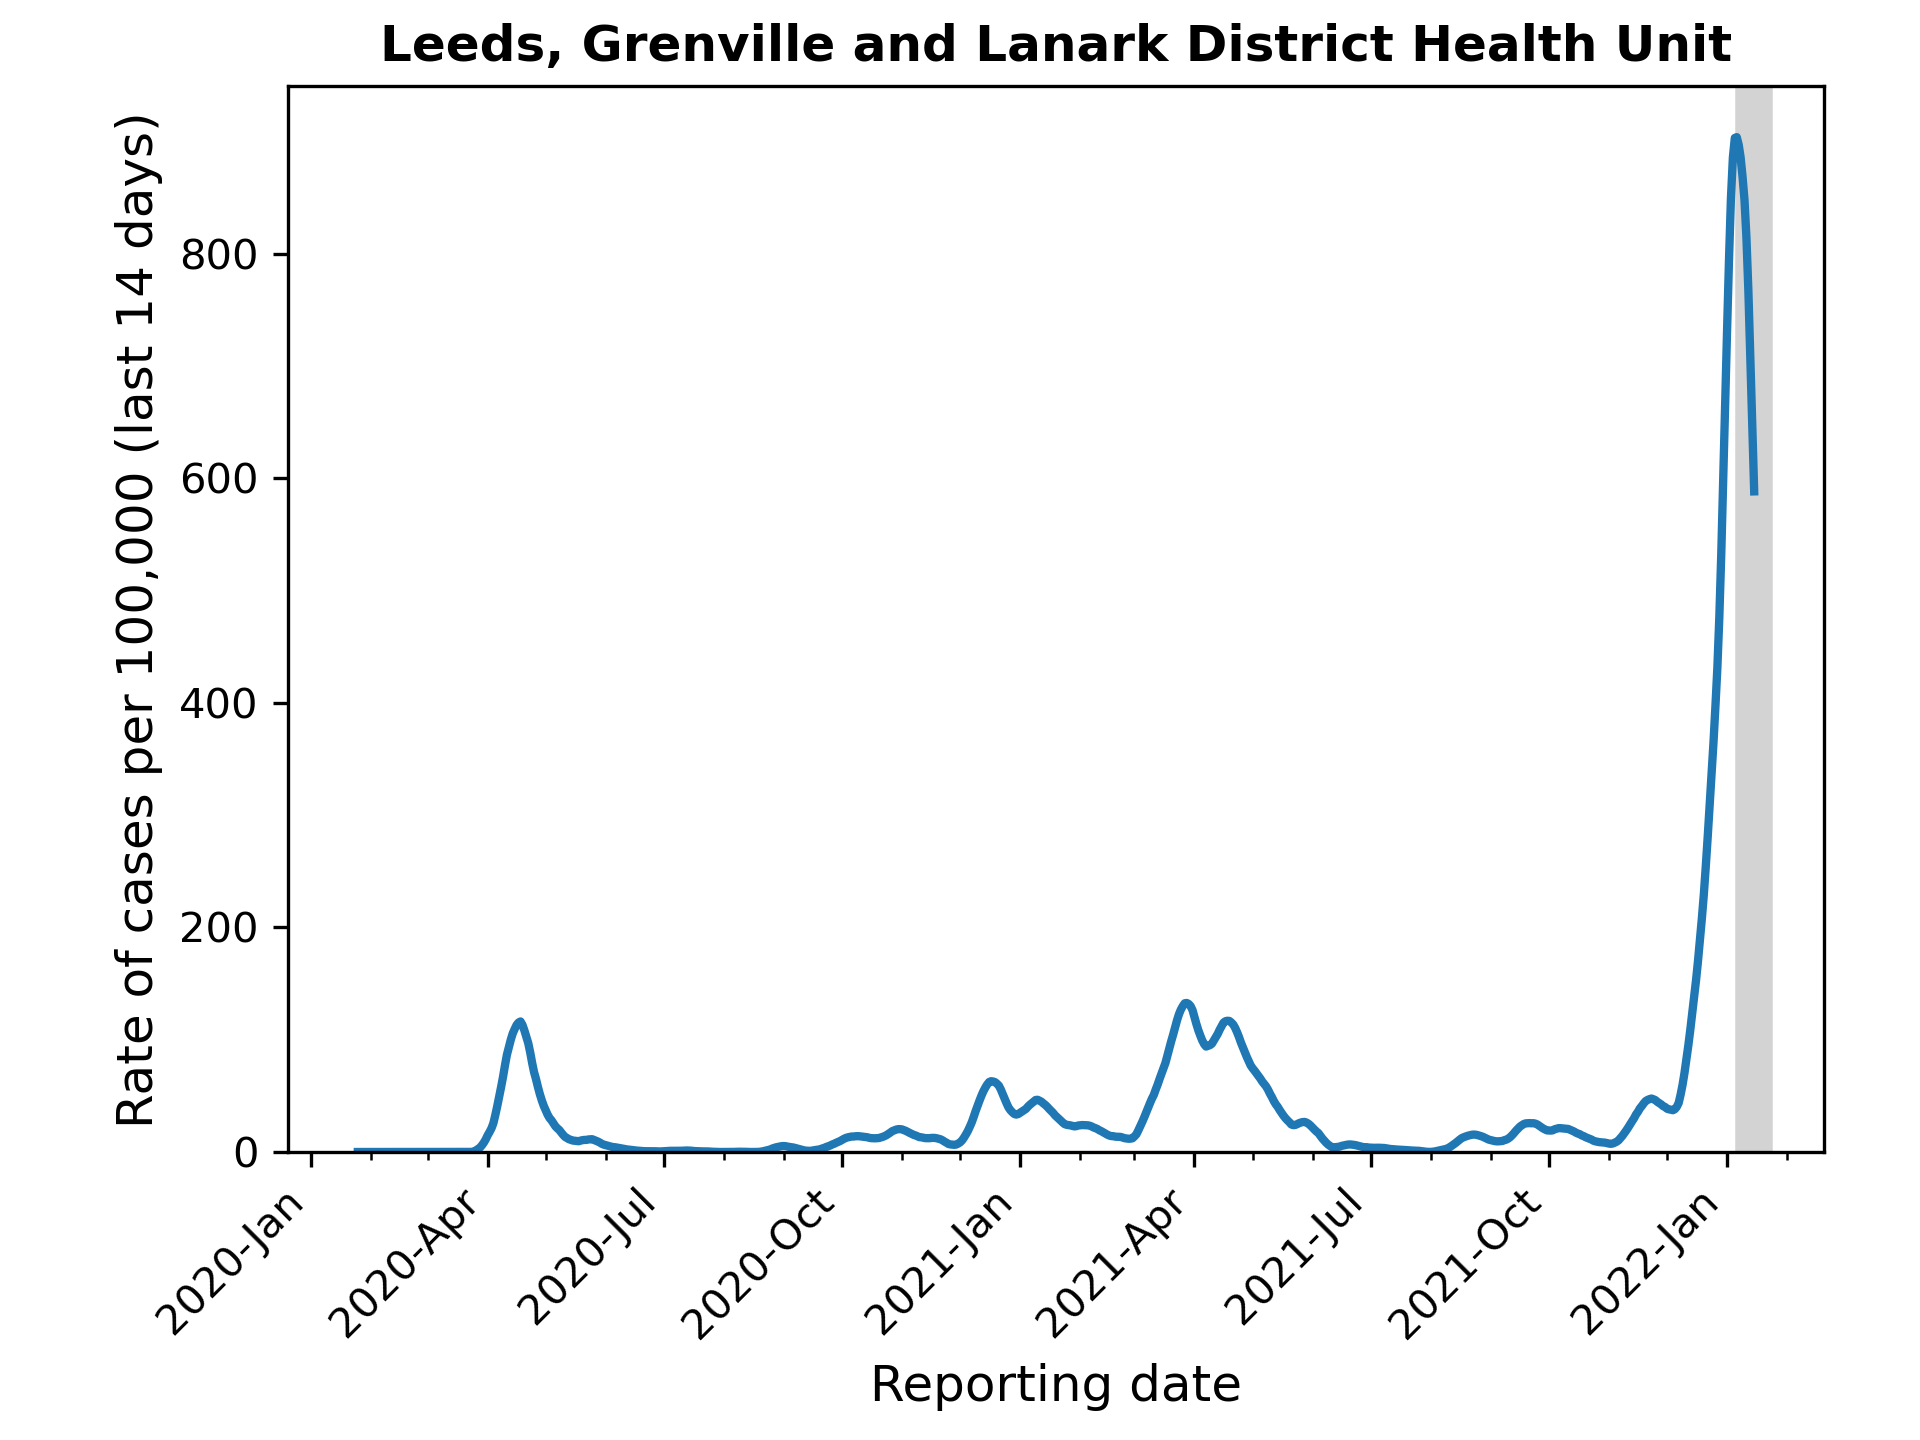 Leeds, Grenville and Lanark District Health Unit
Rate of cases per 100,000 (last 14 days)
800
600
400
200
0
2020-Jan
2020-Apr
2020-Jul
2020-Oct
2021-Jan
2021-Apr
2021-Jul
2021-Oct
2022-Jan
Reporting date